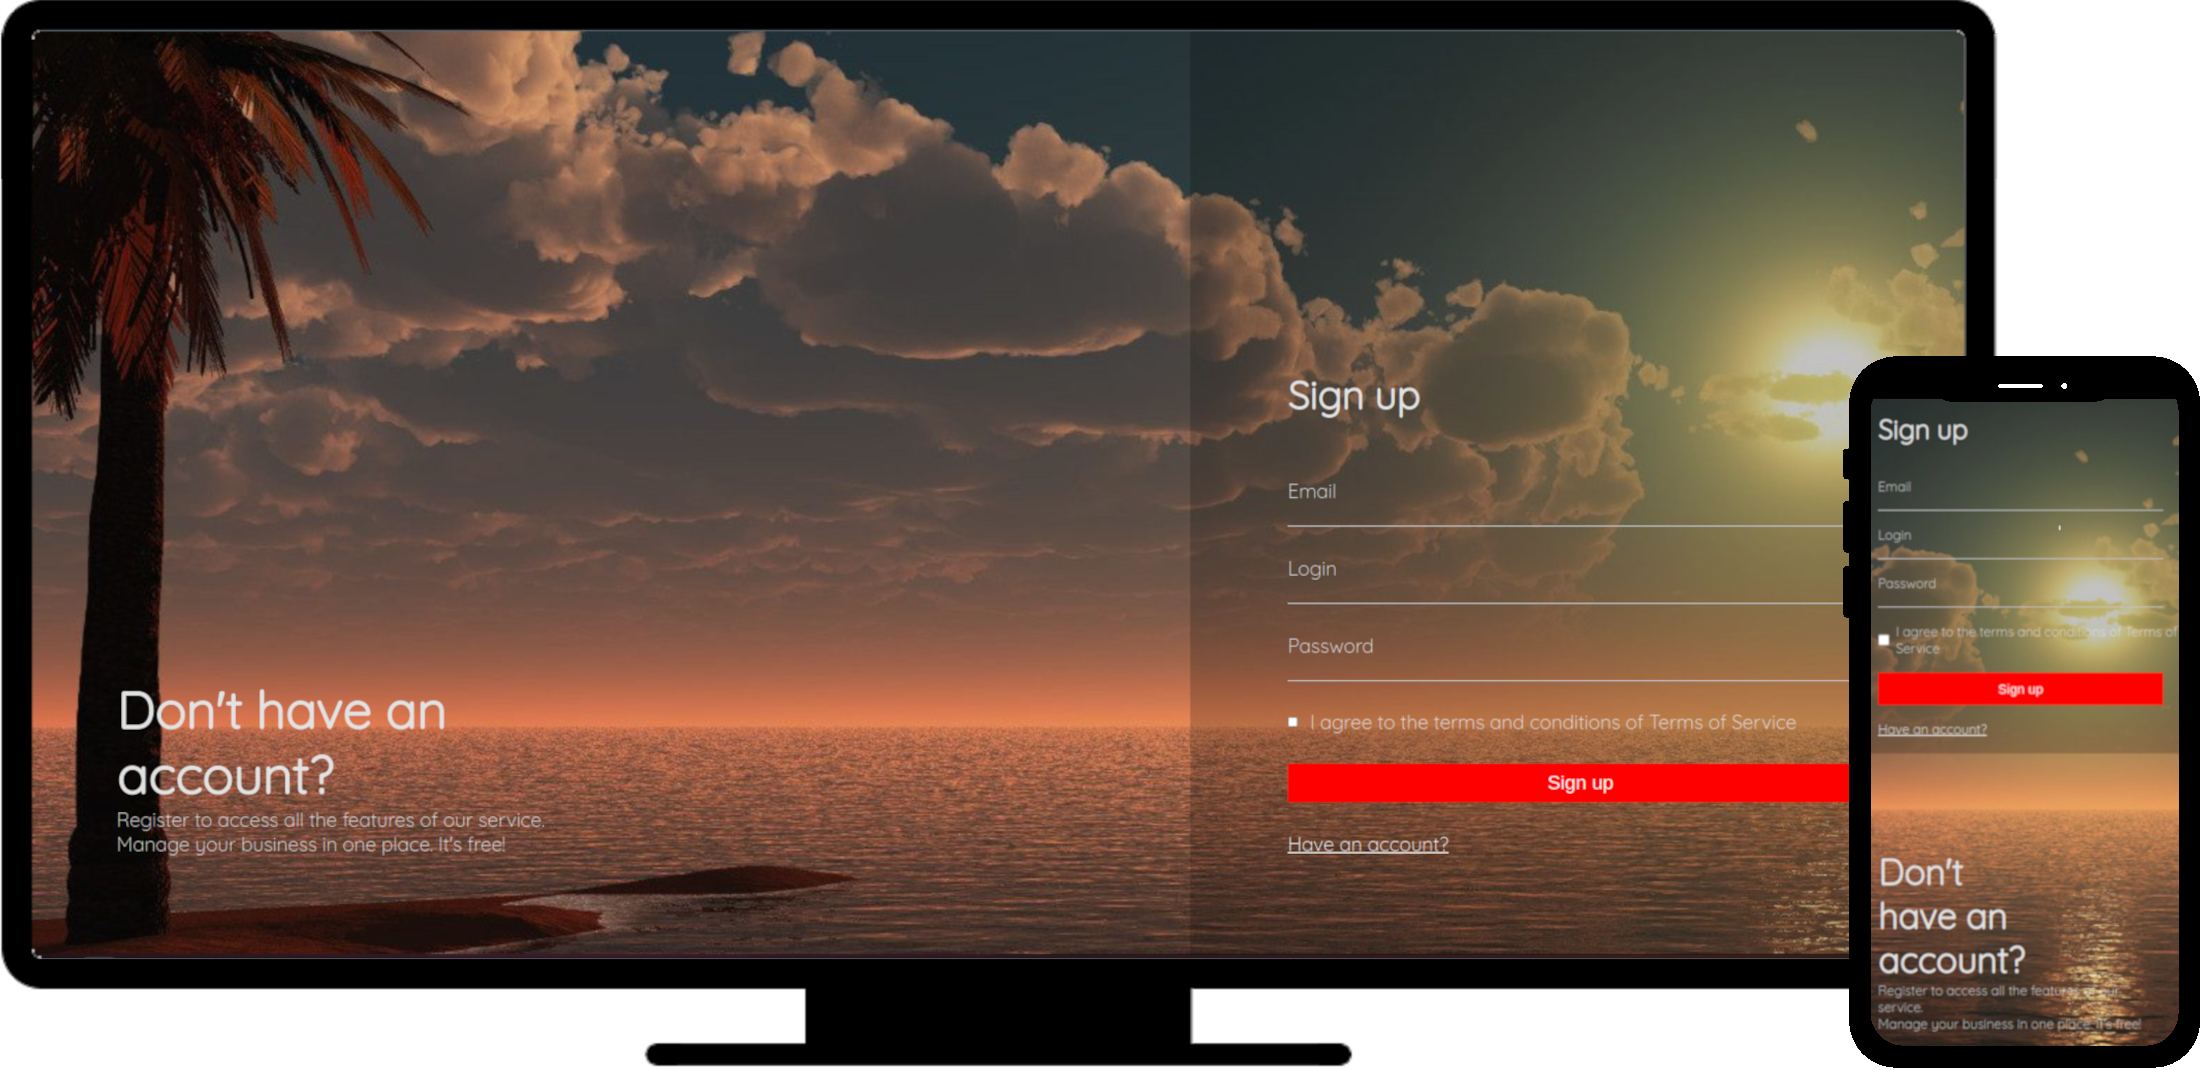 Sign up
Email
Login
Password
I agree to the terms and conditions of Terms of Service
Sign up
Have an account?
Don't have an
account?
Register to access all the features of our service.
Manage your business in one place. It's free!
Sign up
Email
Login
Password
I agree to the terms and conditions of Terms of
Service
Sign up
Have an account?
Don't
have an
account?
Register to access all the features of our
service.
Manage your business in one place. It's free!